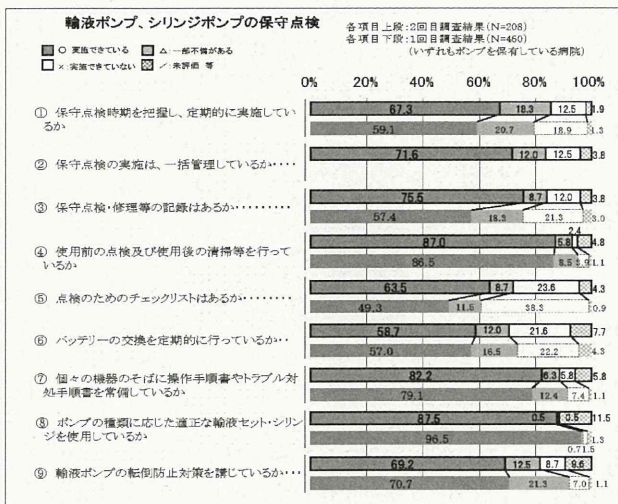 輸液ポンプ、シリンジポンプの保守点検
各項目上段:2回目調査結果(N=208)
各項目下段:1回目調査結果(N=460)
(いずれもポンプを保有している病院)
○ 実施できている △:一部不備がある
×:実施できていない /:未評価 等
0% 20% 40% 60% 80% 100%
① 保守点検時期を把握し、定期的に実施しているか
67.3 18.3 12.5 1.9
59.1 20.7 18.9 1.3
② 保守点検の実施は、一括管理しているか‥‥
71.6 12.0 12.5 3.8
③ 保守点検・修理等の記録はあるか‥‥‥‥‥
75.5 8.7 12.0 3.8
57.4 18.3 21.3 3.0
④ 使用前の点検及び使用後の清掃等を行っているか
87.0 5.8 2.4 4.8
86.5 8.5 3.9 1.1
⑤ 点検のためのチェックリストはあるか‥‥‥‥
63.5 8.7 23.6 4.3
49.3 11.5 38.3 0.9
⑥ バッテリーの交換を定期的に行っているか‥
58.7 12.0 21.6 7.7
57.0 16.5 22.2 4.3
⑦ 個々の機器のそばに操作手順書やトラブル対処手順書を常備しているか
82.2 6.3 5.8 5.8
79.1 12.4 7.4 1.1
⑧ ポンプの種類に応じた適正な輸液セット・シリンジを使用しているか
87.5 0.5 0.5 11.5
96.5 0.7 1.5 1.3
⑨ 輸液ポンプの転倒防止対策を講じているか‥‥
69.2 12.5 8.7 9.6
70.7 21.3 7.0 1.1